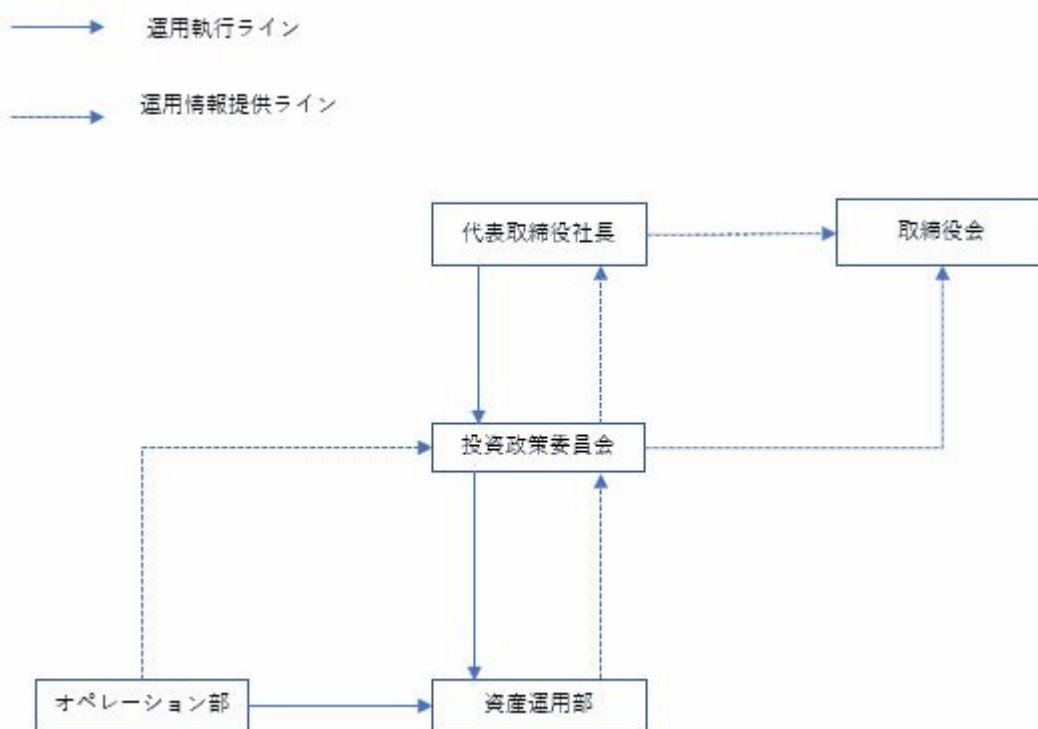 運用執行ライン
運用情報提供ライン
代表取締役社長
取締役会
投資政策委員会
オペレーション部
資産運用部